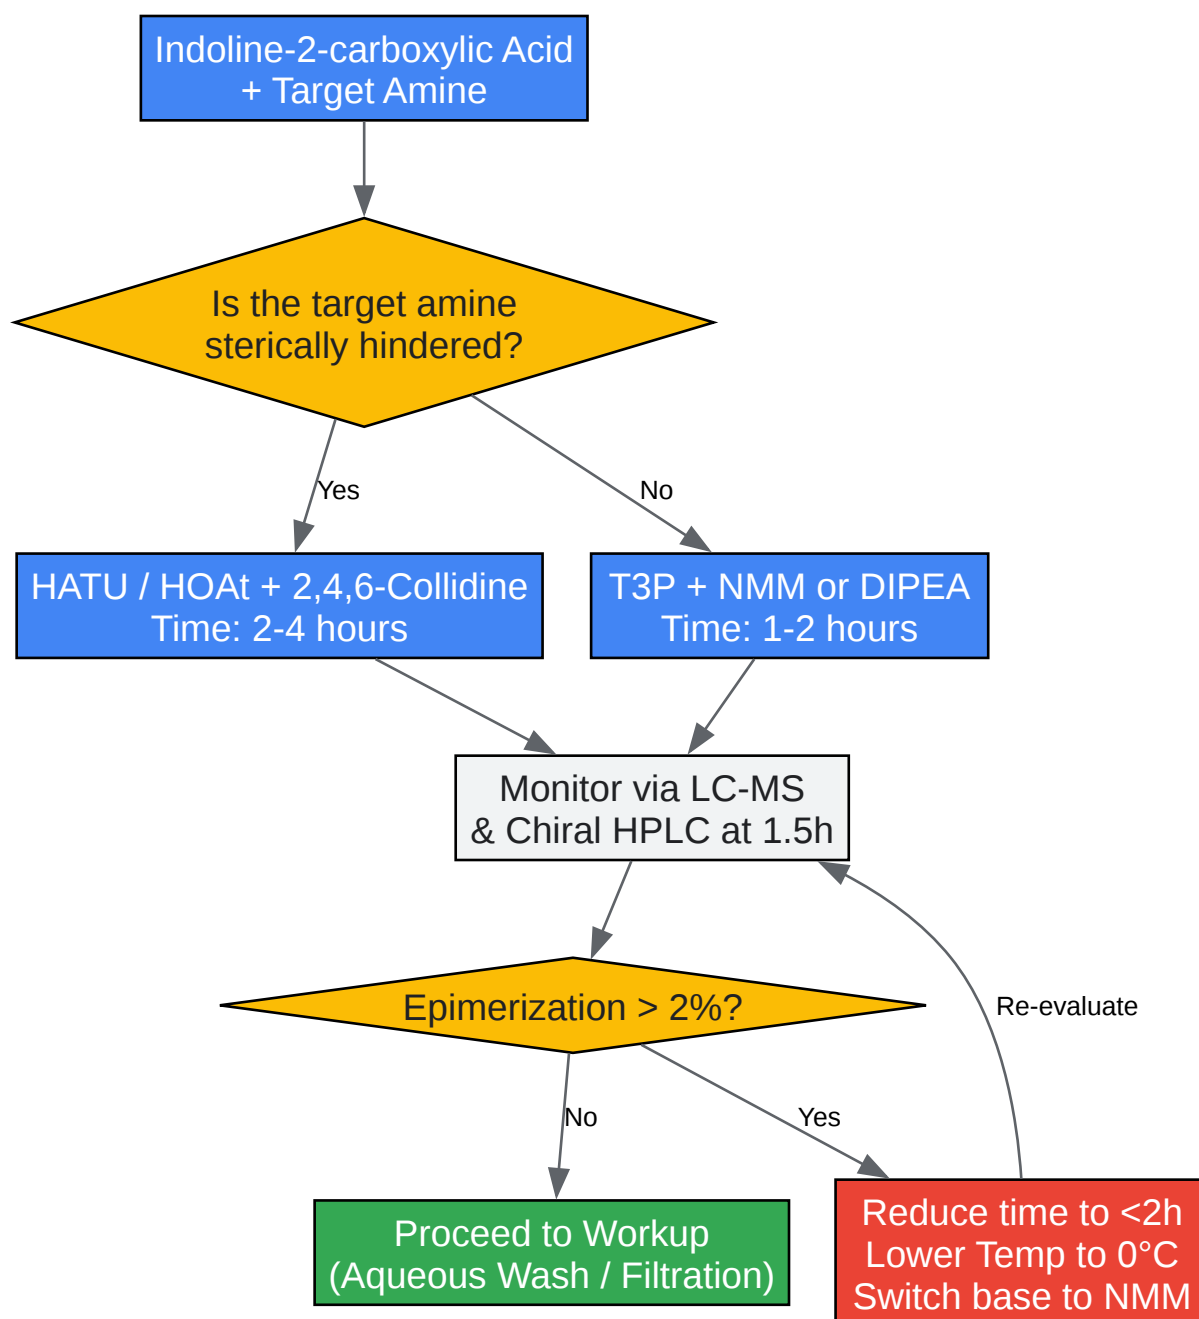 Indoline-2-carboxylic Acid
+ Target Amine
Is the target amine
sterically hindered?
Yes
No
HATU / HOAt + 2,4,6-Collidine
Time: 2-4 hours
T3P + NMM or DIPEA
Time: 1-2 hours
Monitor via LC-MS
& Chiral HPLC at 1.5h
Epimerization > 2%?
Re-evaluate
No
Yes
Proceed to Workup
(Aqueous Wash / Filtration)
Reduce time to <2h
Lower Temp to 0°C
Switch base to NMM